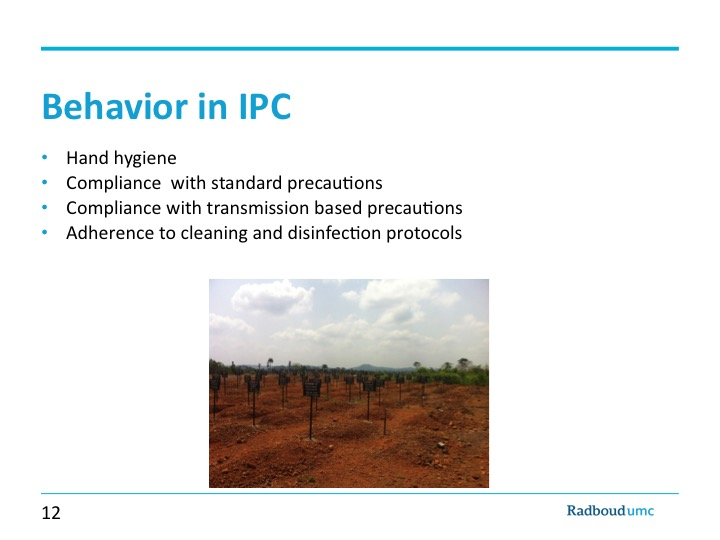 Behavior in IPC
• Hand hygiene
• Compliance  with standard precautions
• Compliance with transmission based precautions
• Adherence to cleaning and disinfection protocols
12
Radboudumc